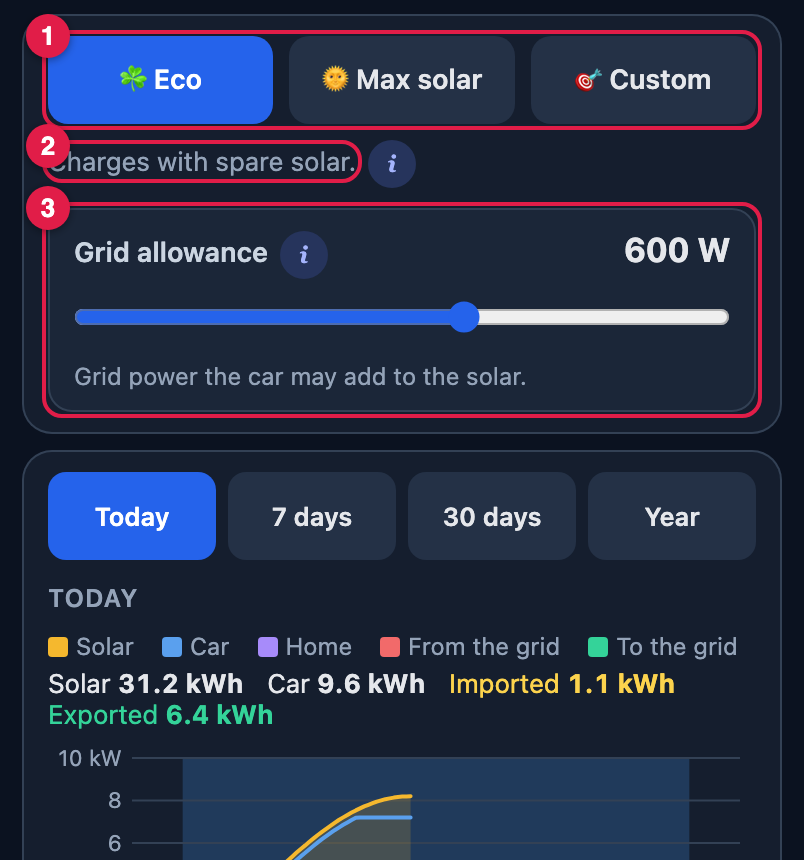 1
Eco Max solar Custom
2
Charges with spare solar. i
3
Grid allowance i 600 W
Grid power the car may add to the solar.
Today 7 days 30 days Year
TODAY
Solar Car Home From the grid To the grid
Solar 31.2 kWh Car 9.6 kWh Imported 1.1 kWh
Exported 6.4 kWh
10 kW
8
6